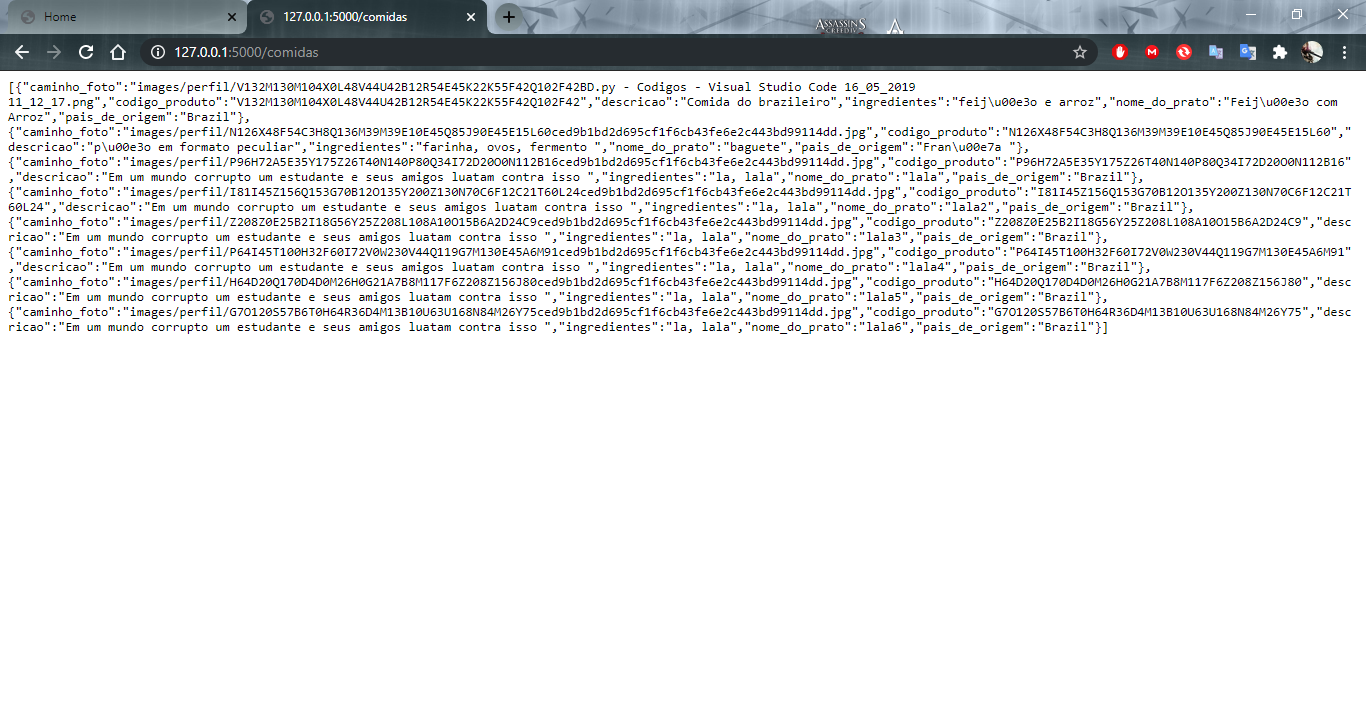 Home
127.0.0.1:5000/comidas
ASSASSIN'S
CREED IV
127.0.0.1:5000/comidas
[{"caminho_foto":"images/perfil/V132M130M104X0L48V44U42B12R54E45K22K55F42Q102F42BD.py - Codigos - Visual Studio Code 16_05_2019
11_12_17.png","codigo_produto":"V132M130M104X0L48V44U42B12R54E45K22K55F42Q102F42","descricao":"Comida do brazileiro","ingredientes":"feij\u00e3o e arroz","nome_do_prato":"Feij\u00e3o com
Arroz","pais_de_origem":"Brazil"},
{"caminho_foto":"images/perfil/N126X48F54C3H8Q136M39M39E10E45Q85J90E45E15L60ced9b1bd2d695cf1f6cb43fe6e2c443bd99114dd.jpg","codigo_produto":"N126X48F54C3H8Q136M39M39E10E45Q85J90E45E15L60","
descricao":"p\u00e3o em formato peculiar","ingredientes":"farinha, ovos, fermento ","nome_do_prato":"baguete","pais_de_origem":"Fran\u00e7a "},
{"caminho_foto":"images/perfil/P96H72A5E35Y175Z26T40N140P80Q34I72D20O0N112B16ced9b1bd2d695cf1f6cb43fe6e2c443bd99114dd.jpg","codigo_produto":"P96H72A5E35Y175Z26T40N140P80Q34I72D20O0N112B16"
,"descricao":"Em um mundo corrupto um estudante e seus amigos luatam contra isso ","ingredientes":"la, lala","nome_do_prato":"lala","pais_de_origem":"Brazil"},
{"caminho_foto":"images/perfil/I81I45Z156Q153G70B12O135Y200Z130N70C6F12C21T60L24ced9b1bd2d695cf1f6cb43fe6e2c443bd99114dd.jpg","codigo_produto":"I81I45Z156Q153G70B12O135Y200Z130N70C6F12C21T
60L24","descricao":"Em um mundo corrupto um estudante e seus amigos luatam contra isso ","ingredientes":"la, lala","nome_do_prato":"lala2","pais_de_origem":"Brazil"},
{"caminho_foto":"images/perfil/Z208Z0E25B2I18G56Y25Z208L108A10O15B6A2D24C9ced9b1bd2d695cf1f6cb43fe6e2c443bd99114dd.jpg","codigo_produto":"Z208Z0E25B2I18G56Y25Z208L108A10O15B6A2D24C9","des
cricao":"Em um mundo corrupto um estudante e seus amigos luatam contra isso ","ingredientes":"la, lala","nome_do_prato":"lala3","pais_de_origem":"Brazil"},
{"caminho_foto":"images/perfil/P64I45T100H32F60I72V0W230V44Q119G7M130E45A6M91ced9b1bd2d695cf1f6cb43fe6e2c443bd99114dd.jpg","codigo_produto":"P64I45T100H32F60I72V0W230V44Q119G7M130E45A6M91"
,"descricao":"Em um mundo corrupto um estudante e seus amigos luatam contra isso ","ingredientes":"la, lala","nome_do_prato":"lala4","pais_de_origem":"Brazil"},
{"caminho_foto":"images/perfil/H64D20Q170D4D0M26H0G21A7B8M117F6Z208Z156J80ced9b1bd2d695cf1f6cb43fe6e2c443bd99114dd.jpg","codigo_produto":"H64D20Q170D4D0M26H0G21A7B8M117F6Z208Z156J80","desc
ricao":"Em um mundo corrupto um estudante e seus amigos luatam contra isso ","ingredientes":"la, lala","nome_do_prato":"lala5","pais_de_origem":"Brazil"},
{"caminho_foto":"images/perfil/G7O120S57B6T0H64R36D4M13B10U63U168N84M26Y75ced9b1bd2d695cf1f6cb43fe6e2c443bd99114dd.jpg","codigo_produto":"G7O120S57B6T0H64R36D4M13B10U63U168N84M26Y75","desc
ricao":"Em um mundo corrupto um estudante e seus amigos luatam contra isso ","ingredientes":"la, lala","nome_do_prato":"lala6","pais_de_origem":"Brazil"}]